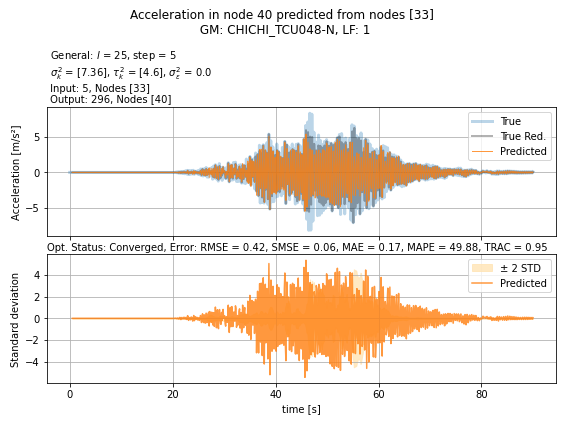 Acceleration in node 40 predicted from nodes [33]
GM: CHICHI_TCU048-N, LF: 1
General: l = 25, step = 5
σ²ₖ = [7.36], τ²ₖ = [4.6], σ²ε = 0.0
Input: 5, Nodes [33]
Output: 296, Nodes [40]
Acceleration [m/s²]
5
0
−5
True
True Red.
Predicted
Opt. Status: Converged, Error: RMSE = 0.42, SMSE = 0.06, MAE = 0.17, MAPE = 49.88, TRAC = 0.95
Standard deviation
4
2
0
−2
−4
± 2 STD
Predicted
0 20 40 60 80
time [s]